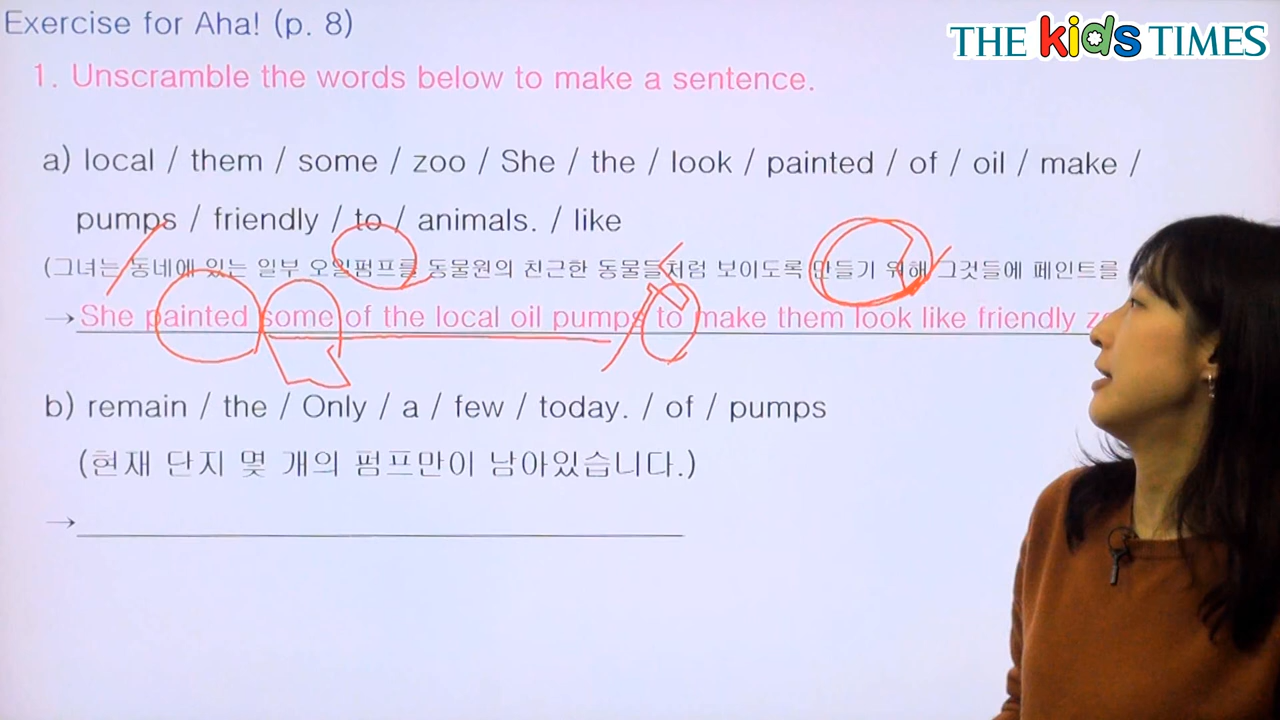 Exercise for Aha! (p. 8)
THE kids TIMES
1. Unscramble the words below to make a sentence.
a) local / them / some / zoo / She / the / look / painted / of / oil / make /
pumps / friendly / to / animals. / like
(그녀는 동네에 있는 일부 오일펌프를 동물원의 친근한 동물들처럼 보이도록 만들기 위해 그것들에 페인트를
→She painted some of the local oil pumps to make them look like friendly
b) remain / the / Only / a / few / today. / of / pumps
(현재 단지 몇 개의 펌프만이 남아있습니다.)
→